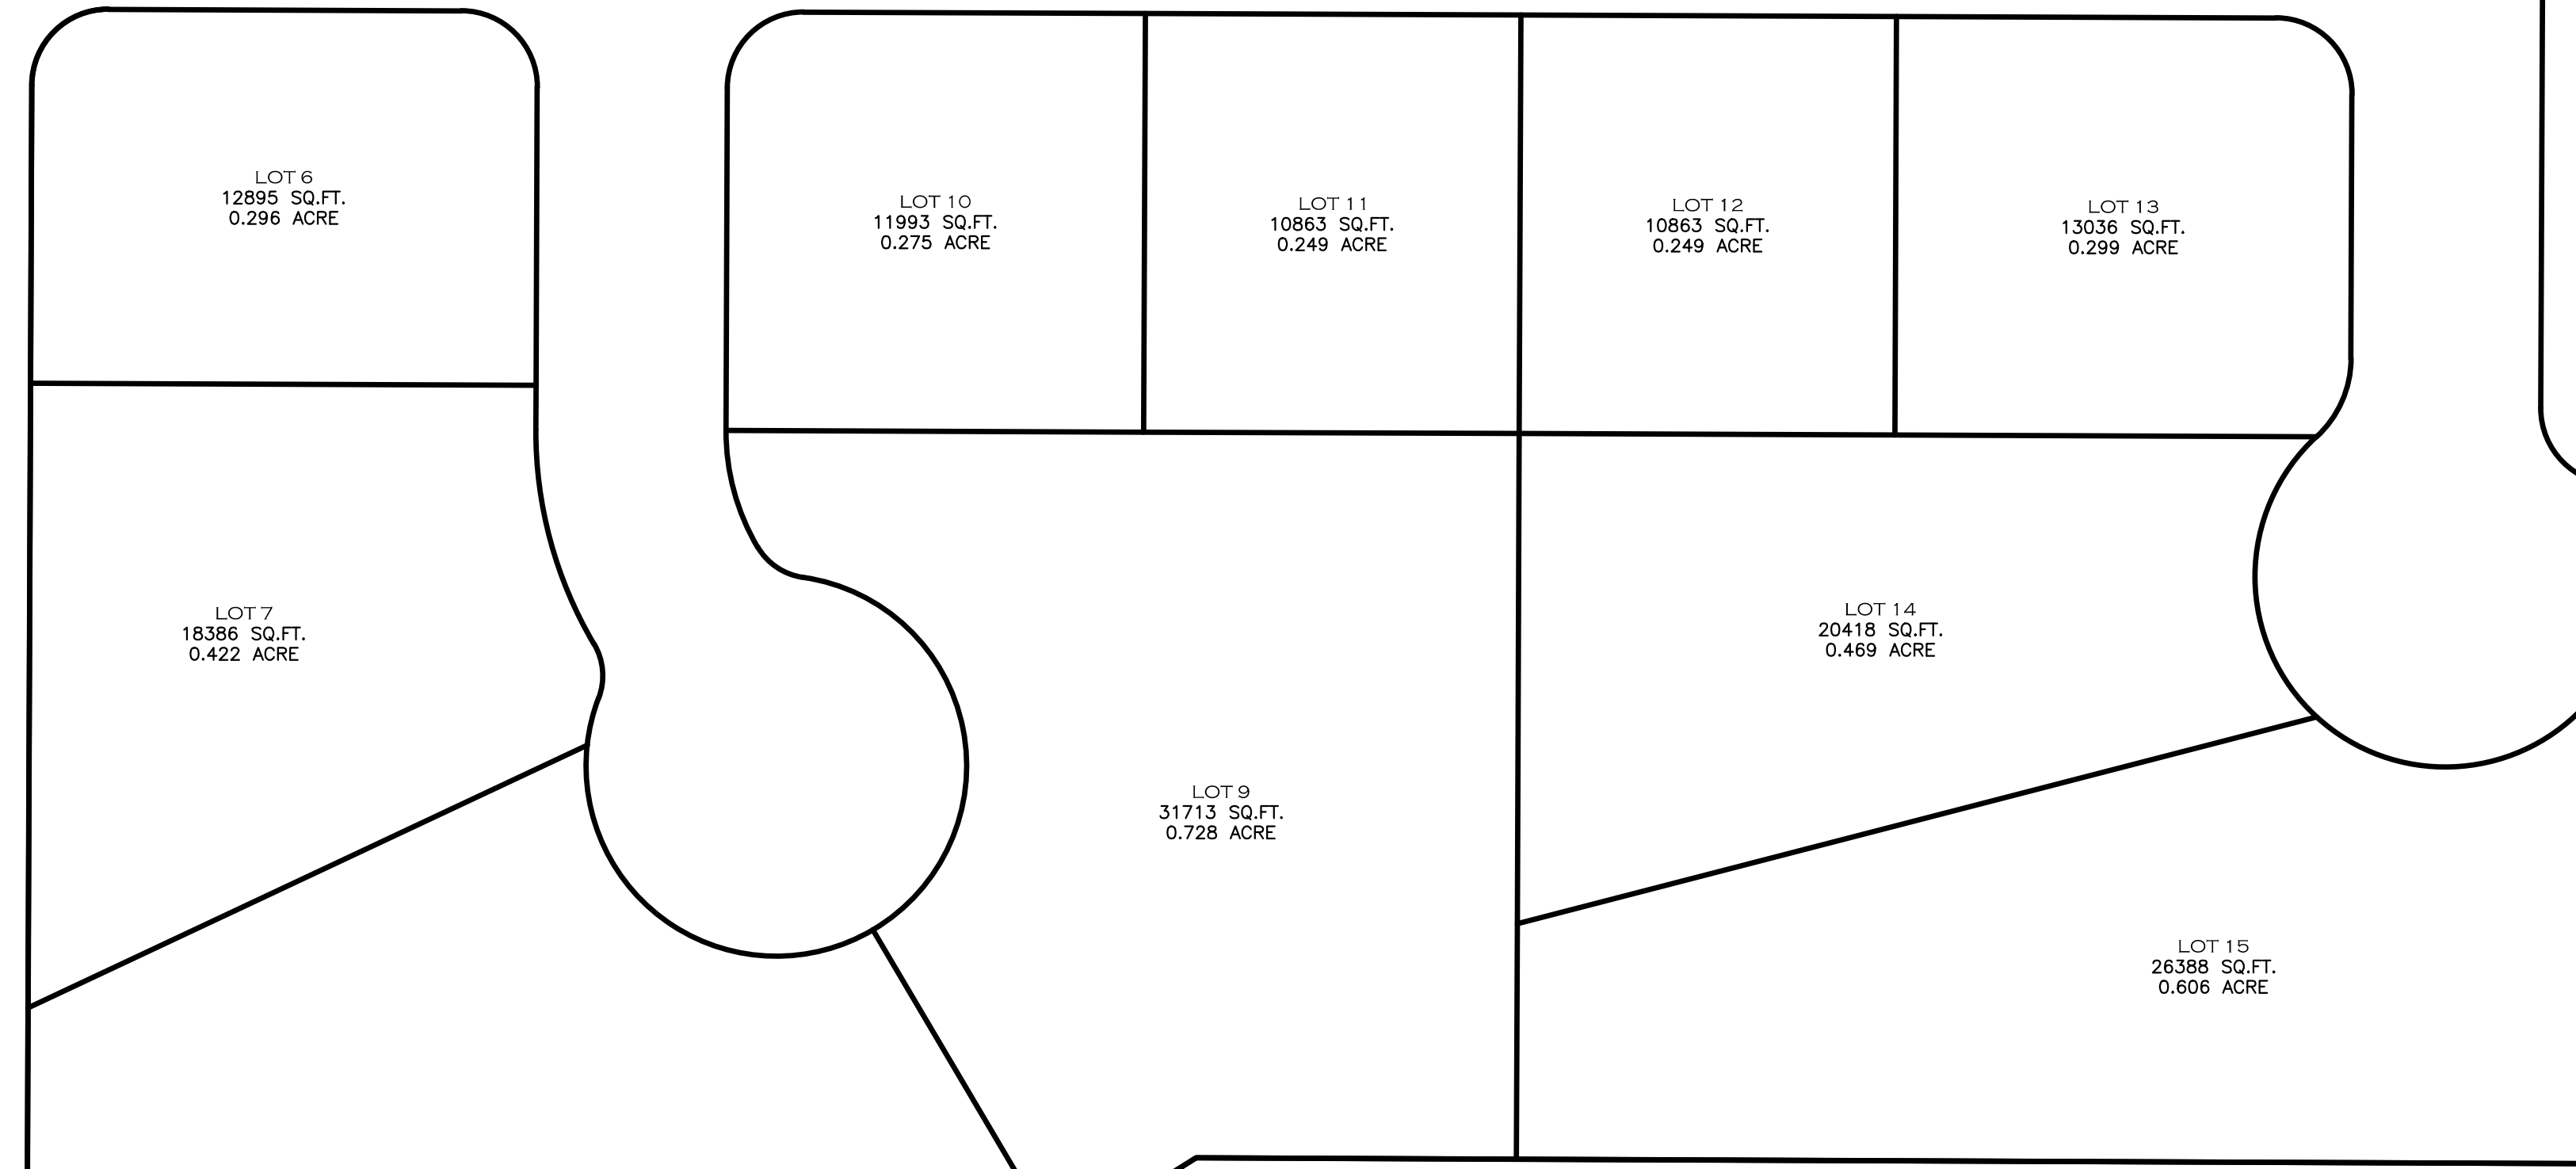 LOT 6
12895 SQ.FT.
0.296 ACRE
LOT 10
11993 SQ.FT.
0.275 ACRE
LOT 11
10863 SQ.FT.
0.249 ACRE
LOT 12
10863 SQ.FT.
0.249 ACRE
LOT 13
13036 SQ.FT.
0.299 ACRE
LOT 7
18386 SQ.FT.
0.422 ACRE
LOT 14
20418 SQ.FT.
0.469 ACRE
LOT 9
31713 SQ.FT.
0.728 ACRE
LOT 15
26388 SQ.FT.
0.606 ACRE